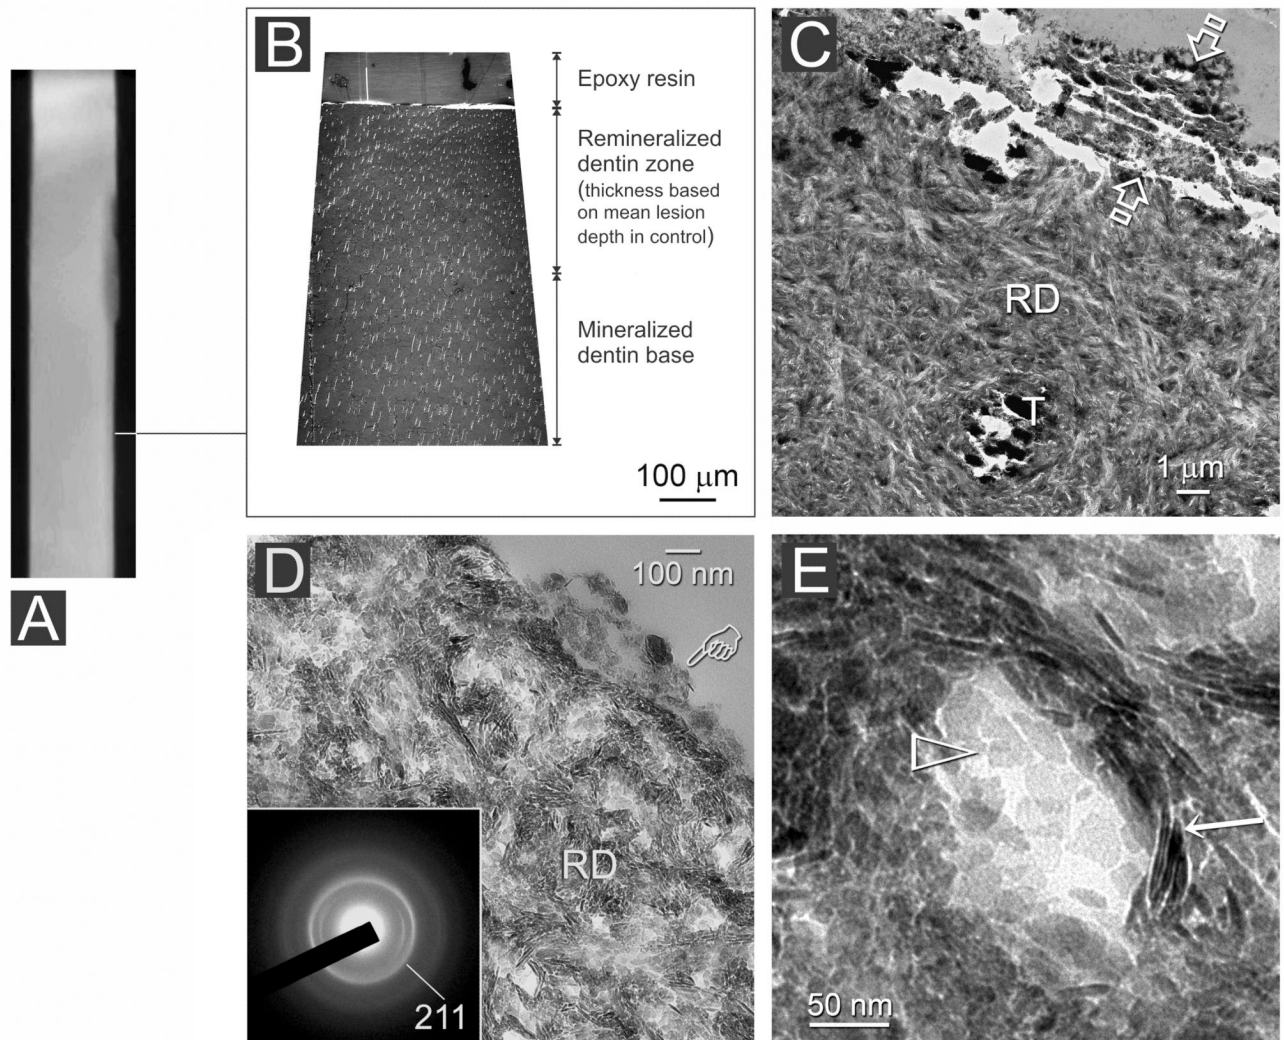 A
B
Epoxy resin
Remineralized
dentin zone
(thickness based
on mean lesion
depth in control)
Mineralized
dentin base
100 μm
C
RD
T
1 μm
D
100 nm
RD
211
E
50 nm